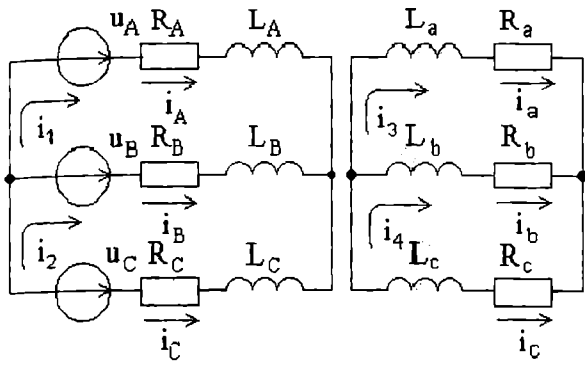 u_A R_A L_A L_a R_a
i_A i_a
i_1 i_3
u_B R_B L_B L_b R_b
i_B i_b
i_2 i_4
u_C R_C L_C L_c R_c
i_C i_c